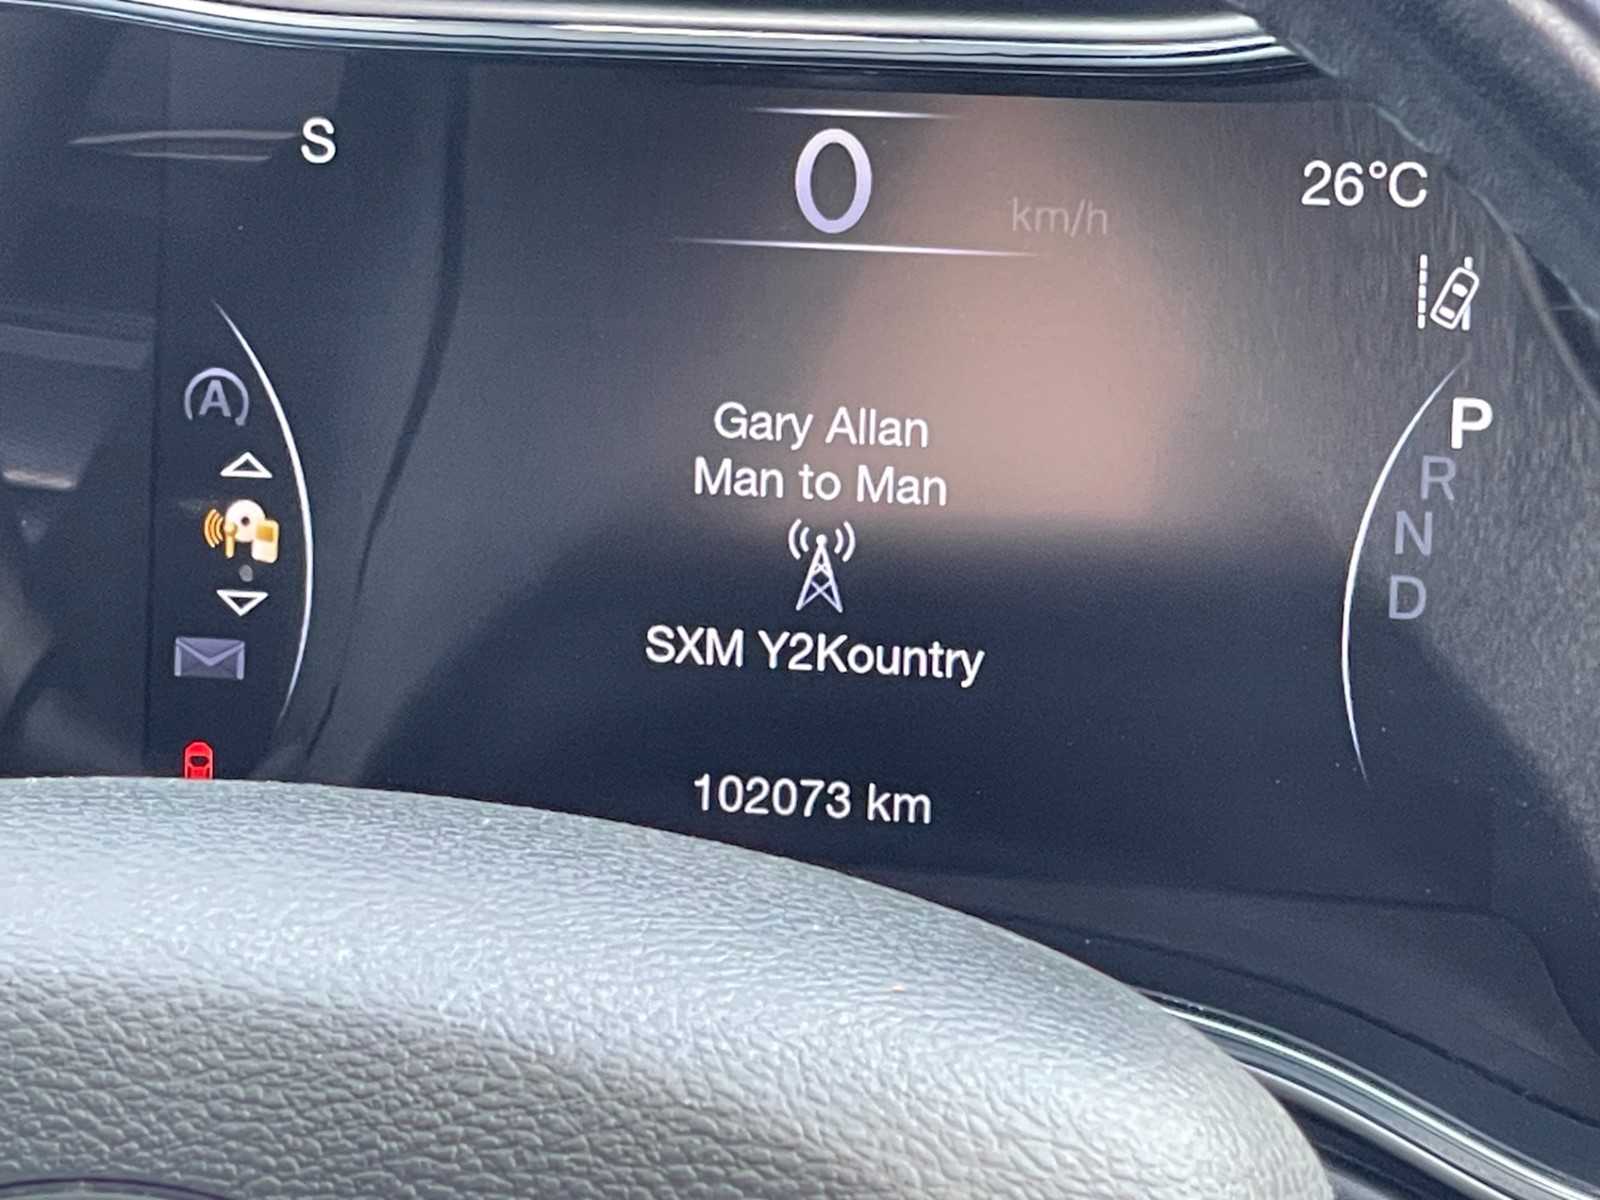 S
0
km/h
26°C
A
Gary Allan
Man to Man
SXM Y2Kountry
P
R
N
D
102073 km